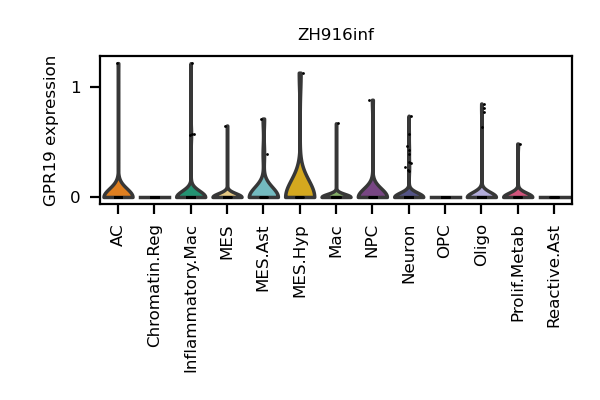 ZH916inf
GPR19 expression
1
0
AC
Chromatin.Reg
Inflammatory.Mac
MES
MES.Ast
MES.Hyp
Mac
NPC
Neuron
OPC
Oligo
Prolif.Metab
Reactive.Ast